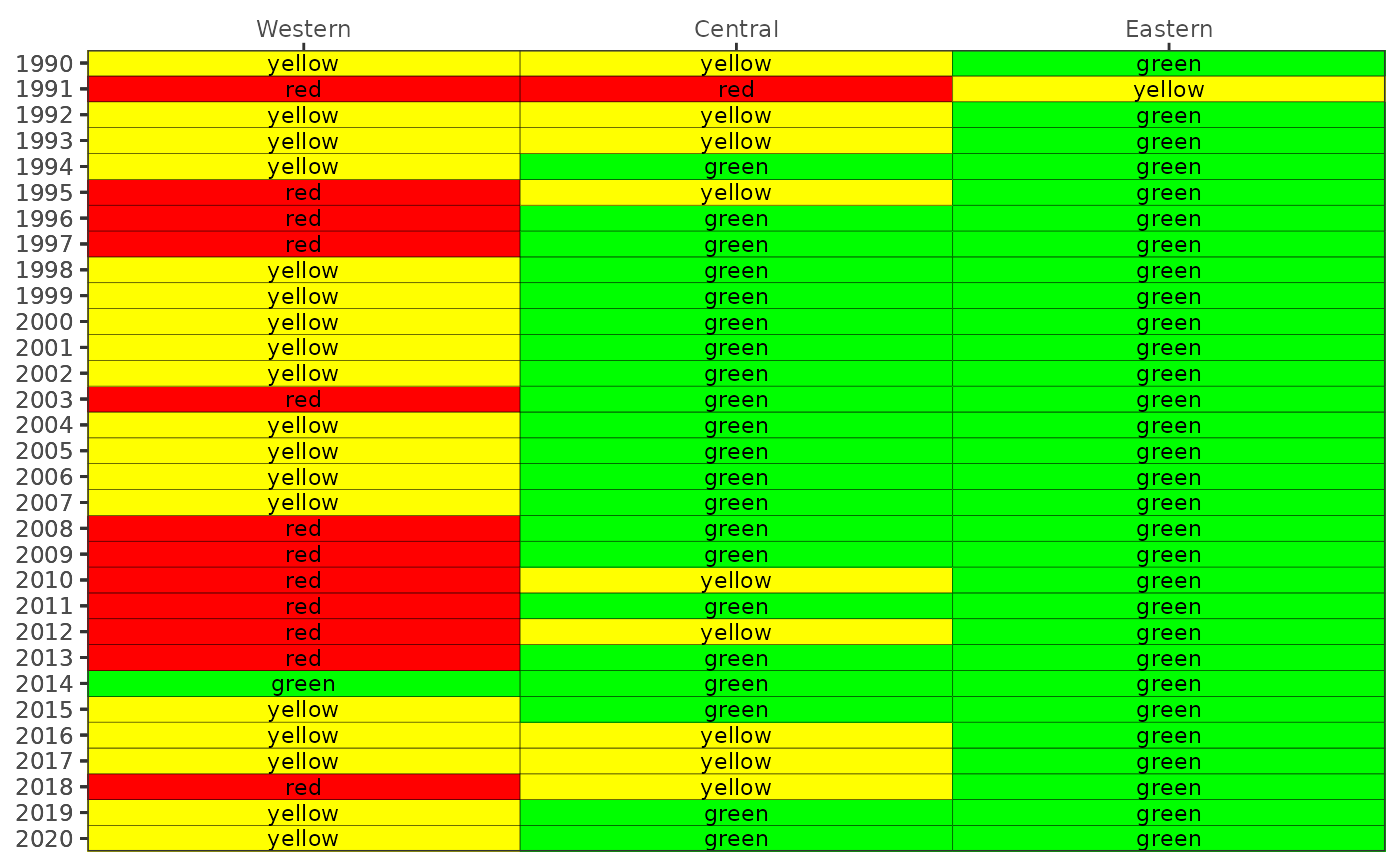 Western Central Eastern
1990 yellow yellow green
1991 red red yellow
1992 yellow yellow green
1993 yellow yellow green
1994 yellow green green
1995 red yellow green
1996 red green green
1997 red green green
1998 yellow green green
1999 yellow green green
2000 yellow green green
2001 yellow green green
2002 yellow green green
2003 red green green
2004 yellow green green
2005 yellow green green
2006 yellow green green
2007 yellow green green
2008 red green green
2009 red green green
2010 red yellow green
2011 red green green
2012 red yellow green
2013 red green green
2014 green green green
2015 yellow green green
2016 yellow yellow green
2017 yellow yellow green
2018 red yellow green
2019 yellow green green
2020 yellow green green